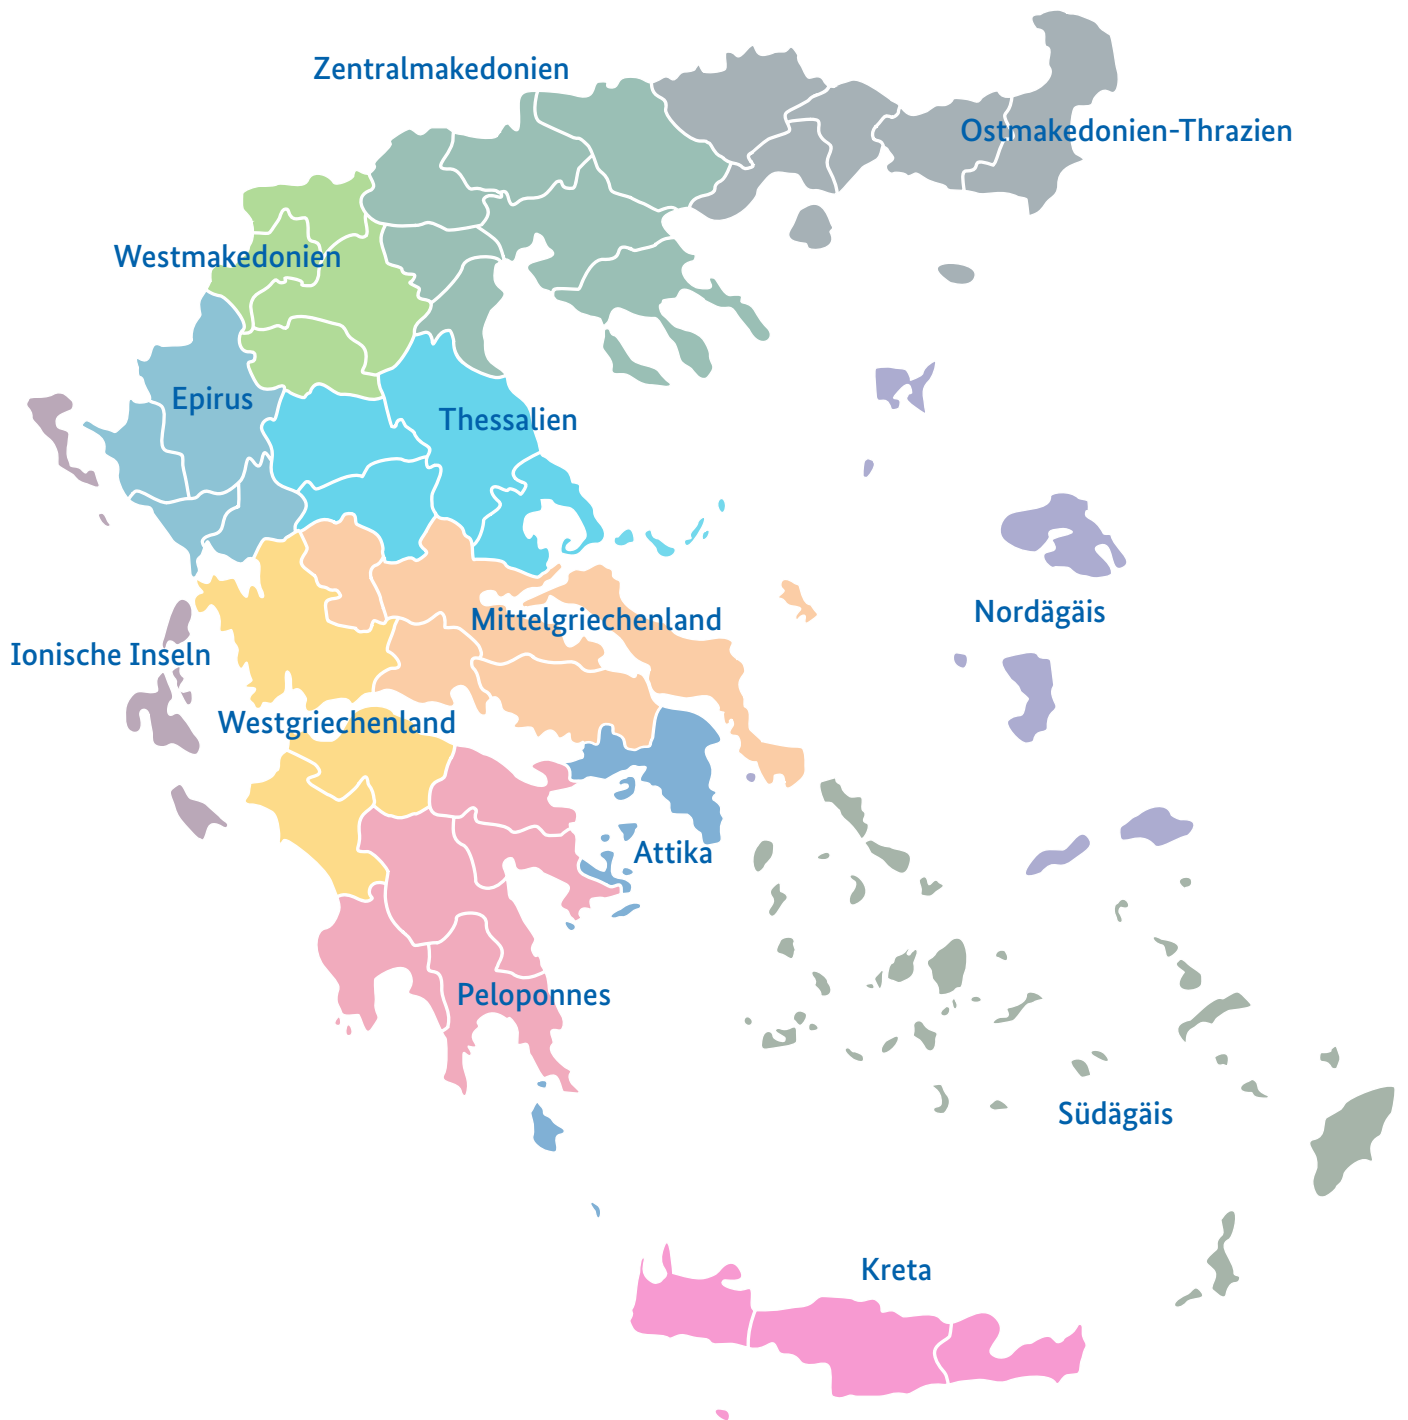 Zentralmakedonien
Ostmakedonien-Thrazien
Westmakedonien
Epirus
Thessalien
Nordägäis
Mittelgriechenland
Ionische Inseln
Westgriechenland
Attika
Peloponnes
Südägäis
Kreta